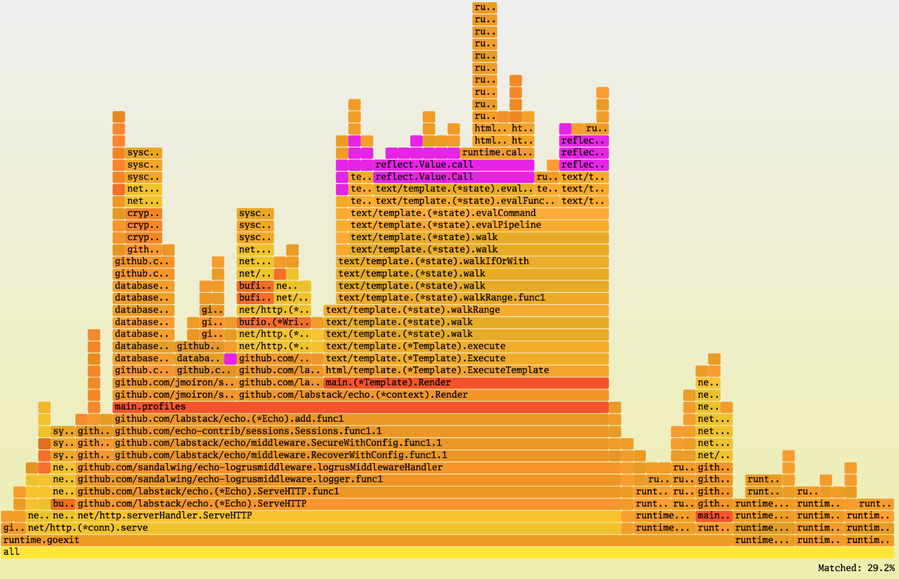 ru..
ru..
ru..
ru..
ru..
ru..
ru..
ru..
ru..
ru..
html.. ht.. ru..
html.. ht.. reflec..
sysc.. runtime.cal.. reflec..
sysc.. reflect.Value.call reflec..
sysc.. te.. reflect.Value.Call ru.. text/t..
net... te.. text/template.(*state).eval.. te.. text/t..
net... text/template.(*state).evalFunc.. text/t..
cryp.. sysc.. text/template.(*state).evalCommand
cryp.. sysc.. text/template.(*state).evalPipeline
cryp.. sysc.. text/template.(*state).walk
gith.. net... text/template.(*state).walk
github.c.. net... text/template.(*state).walkIfOrWith
github.c.. net/.. text/template.(*state).walk
database.. bufi.. ne.. text/template.(*state).walk
database.. bufi.. net/.. text/template.(*state).walkRange.func1
database.. gi.. net/http.(*.. text/template.(*state).walkRange
database.. gi.. bufio.(*Wri.. text/template.(*state).walk
database.. gi.. net/http.(*.. text/template.(*state).walk
database.. github.. net/http.(*.. text/template.(*Template).execute
database.. databa.. github.com/.. text/template.(*Template).Execute
github.c.. github.c.. github.com/la.. html/template.(*Template).ExecuteTemplate ne..
github.com/jmoiron/s.. github.com/la.. main.(*Template).Render ne..
github.com/jmoiron/s.. github.com/labstack/echo.(*context).Render ne..
main.profiles ne..
github.com/labstack/echo.(*Echo).add.func1 ne..
sy.. gith.. github.com/echo-contrib/sessions.Sessions.func1.1 net...
sy.. gith.. github.com/labstack/echo/middleware.SecureWithConfig.func1.1 net...
sy.. gith.. github.com/labstack/echo/middleware.RecoverWithConfig.func1.1 net/..
ne.. github.com/sandalwing/echo-logrusmiddleware.logrusMiddlewareHandler ru.. gith..
ne.. github.com/sandalwing/echo-logrusmiddleware.logger.func1 ru.. ru.. gith.. runt..
ne.. github.com/labstack/echo.(*Echo).ServeHTTP.func1 runt.. ru.. gith.. ru..
bu.. github.com/labstack/echo.(*Echo).ServeHTTP runt.. ru.. gith.. runtime... runtim.. runt..
ne.. ne.. net/http.serverHandler.ServeHTTP runtime... main.. runtime... runtim.. runtim..
gi.. net/http.(*conn).serve runtime... runt.. runtime... runtim.. runtim..
runtime.goexit runtime... runtim.. runtim..
all
Matched: 29.2%